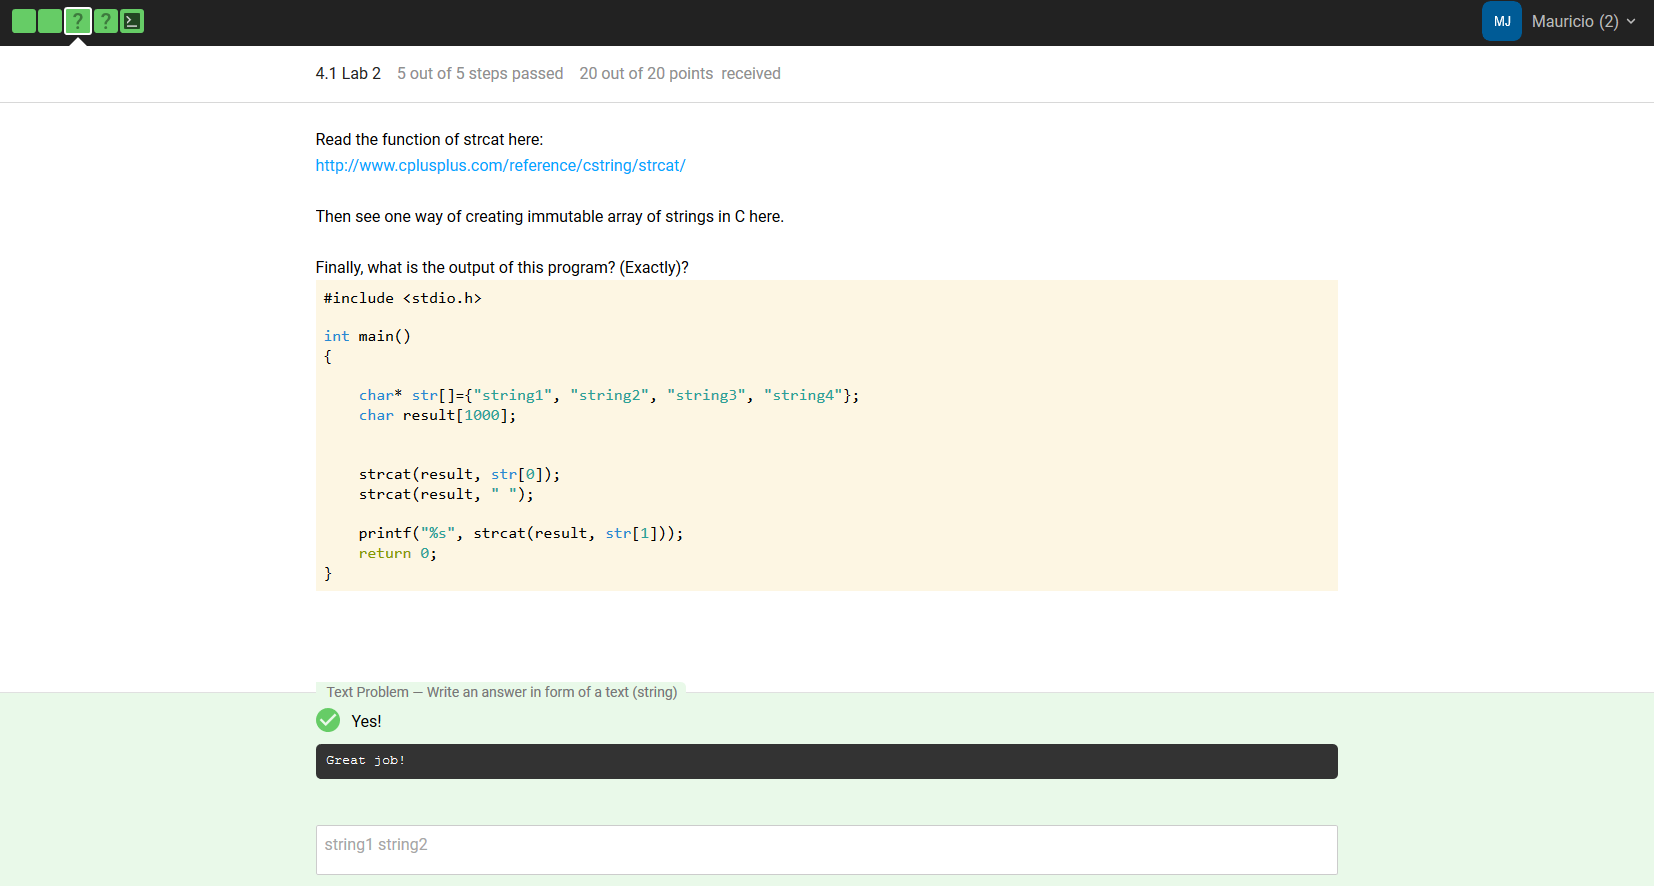 ? ?
MJ Mauricio (2)
4.1 Lab 2 5 out of 5 steps passed 20 out of 20 points received
Read the function of strcat here:
http://www.cplusplus.com/reference/cstring/strcat/
Then see one way of creating immutable array of strings in C here.
Finally, what is the output of this program? (Exactly)?
#include <stdio.h>
int main()
{
    char* str[]={"string1", "string2", "string3", "string4"};
    char result[1000];
    strcat(result, str[0]);
    strcat(result, " ");
    printf("%s", strcat(result, str[1]));
    return 0;
}
Text Problem — Write an answer in form of a text (string)
Yes!
Great job!
string1 string2